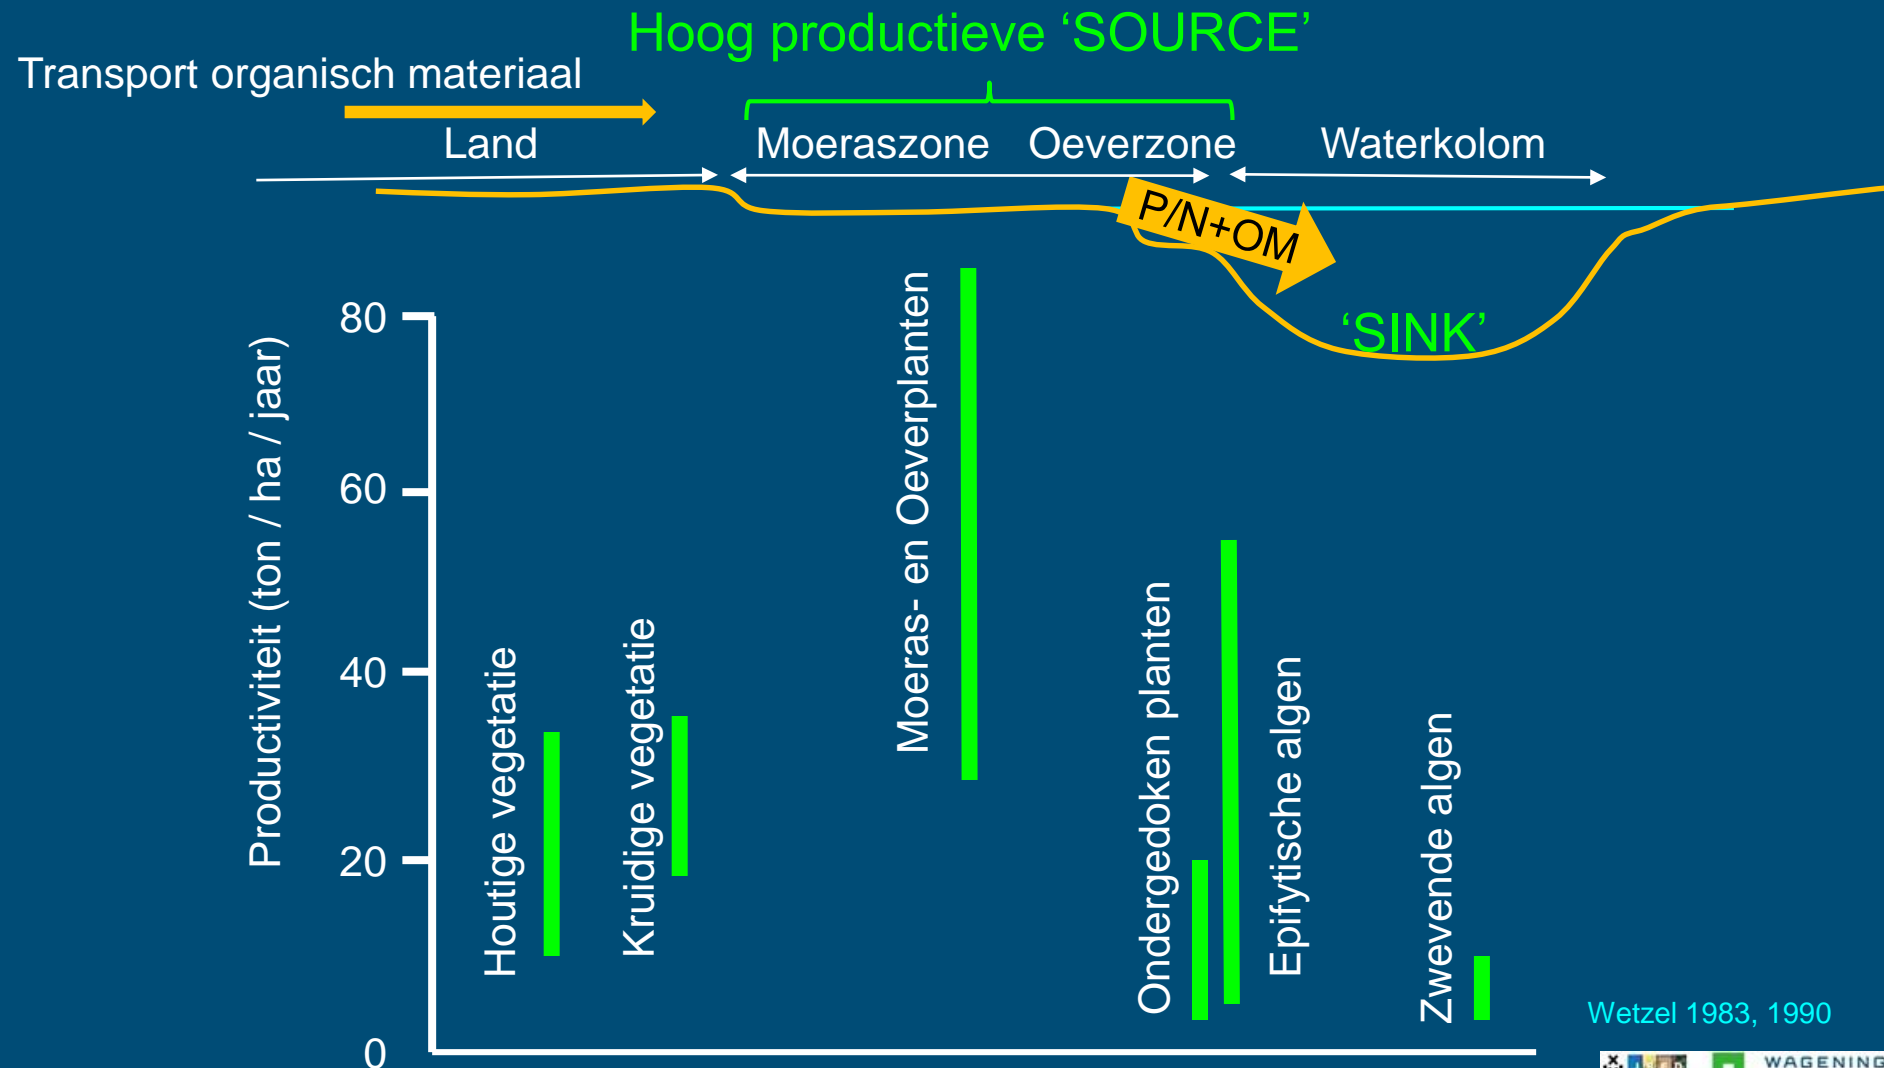 Hoog productieve ‘SOURCE’
Transport organisch materiaal
Land
Moeraszone
Oeverzone
Waterkolom
P/N+OM
‘SINK’
Productiviteit (ton / ha / jaar)
80
60
40
20
0
Houtige vegetatie
Kruidige vegetatie
Moeras- en Oeverplanten
Ondergedoken planten
Epifytische algen
Zwevende algen
Wetzel 1983, 1990